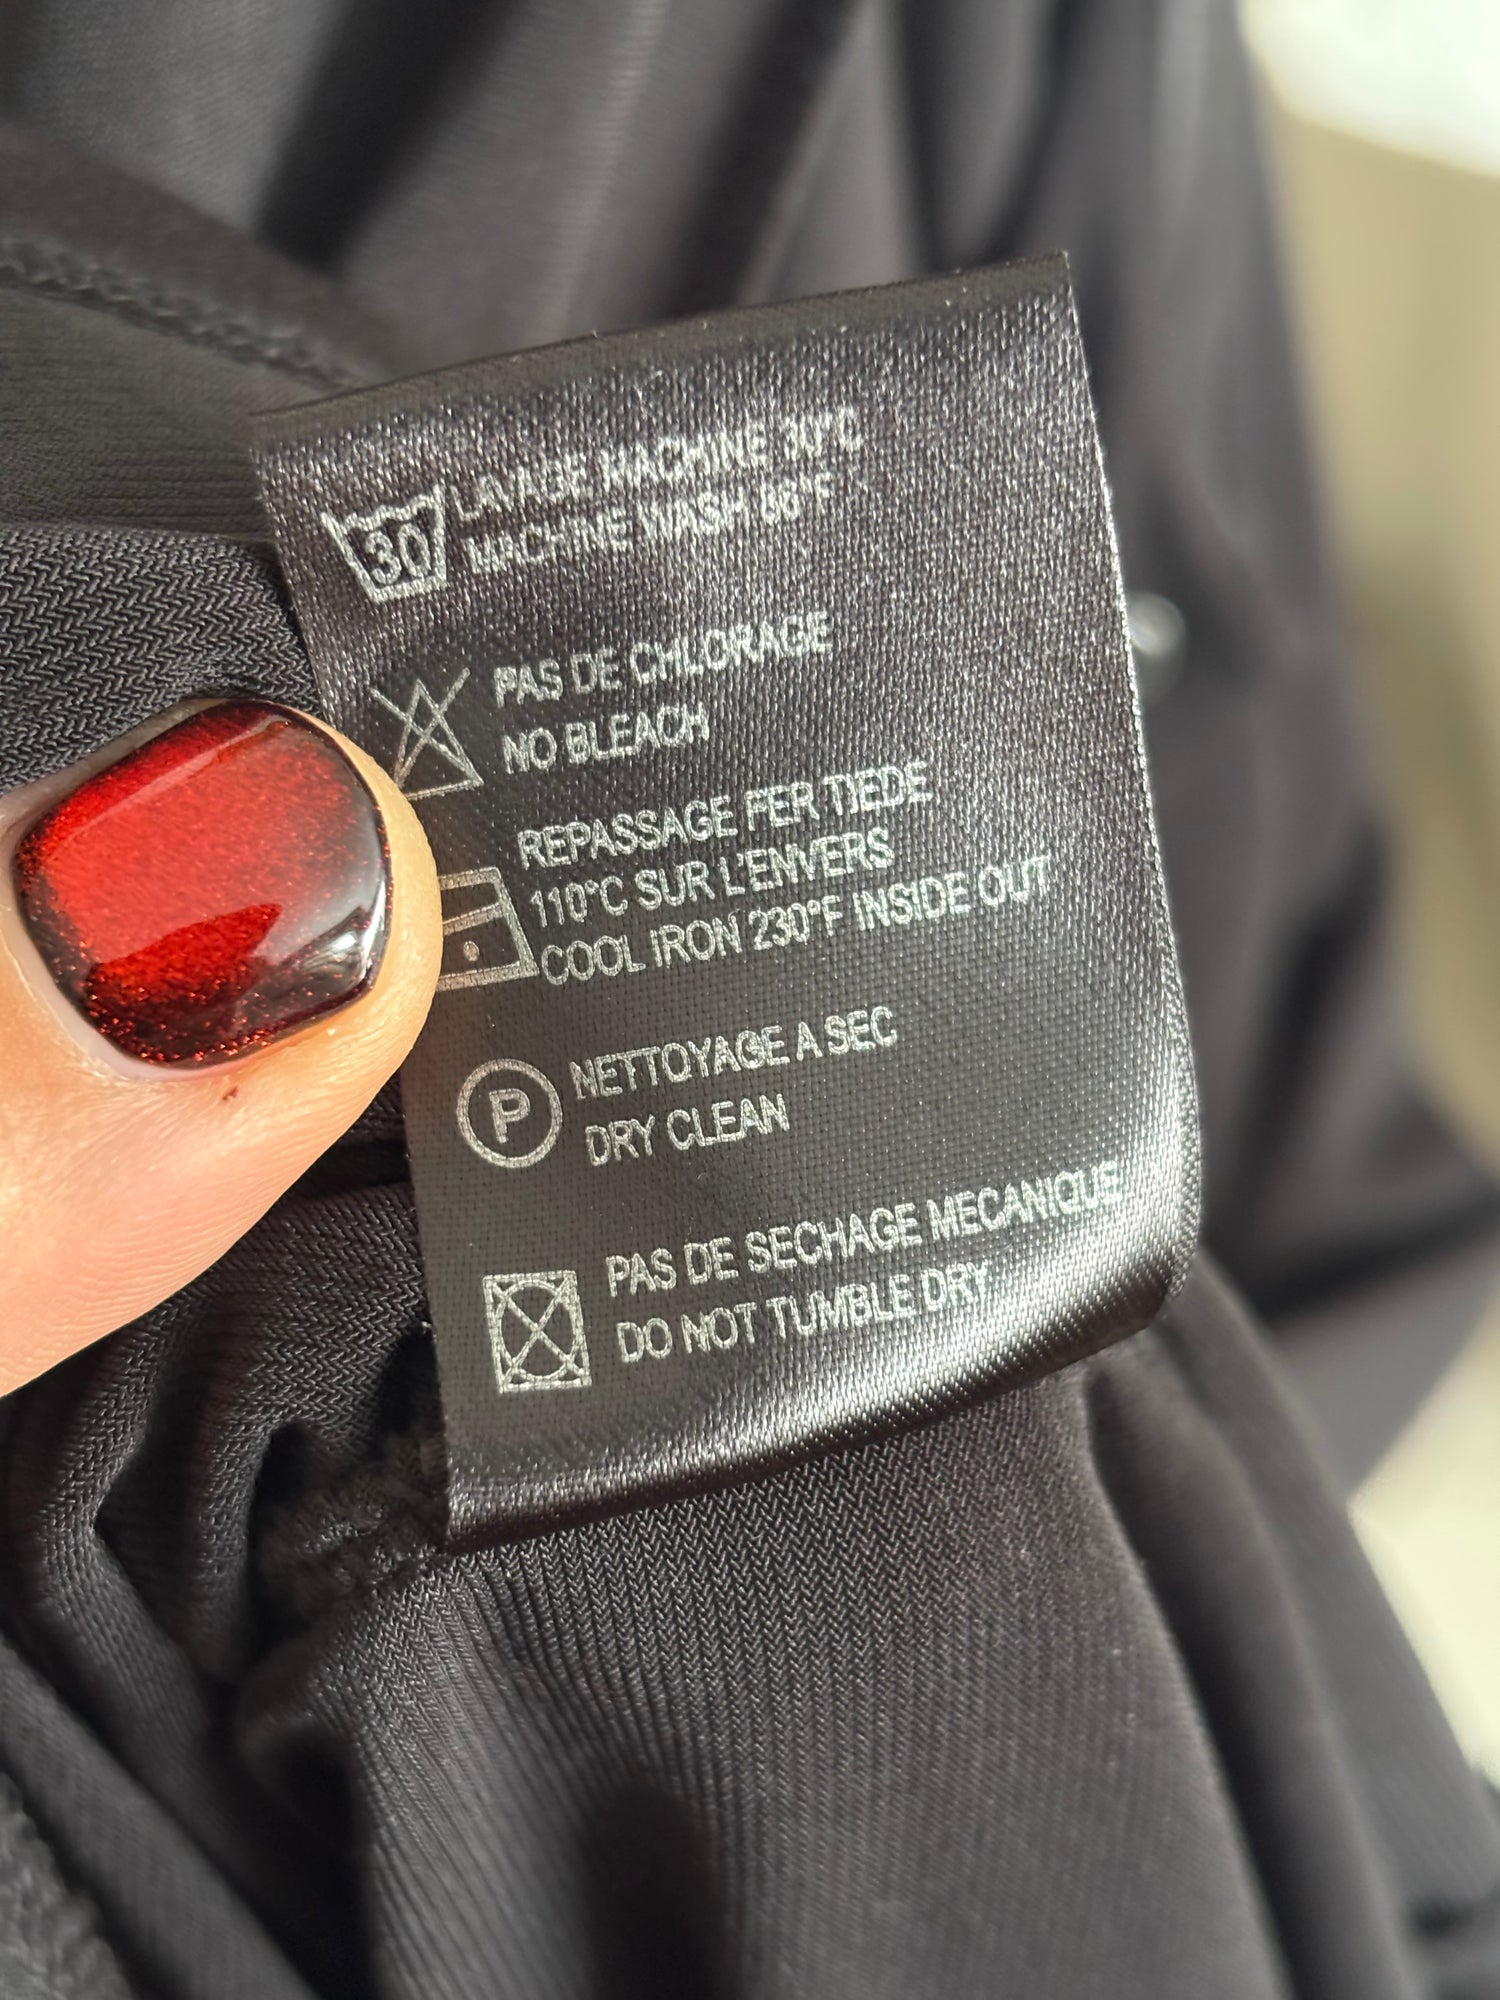 LAVAGE MACHINE 30°C
30 MACHINE WASH 86°F
PAS DE CHLORAGE
NO BLEACH
REPASSAGE FER TIEDE
110°C SUR L'ENVERS
COOL IRON 230°F INSIDE OUT
NETTOYAGE A SEC
P
DRY CLEAN
PAS DE SECHAGE MECANIQUE
DO NOT TUMBLE DRY